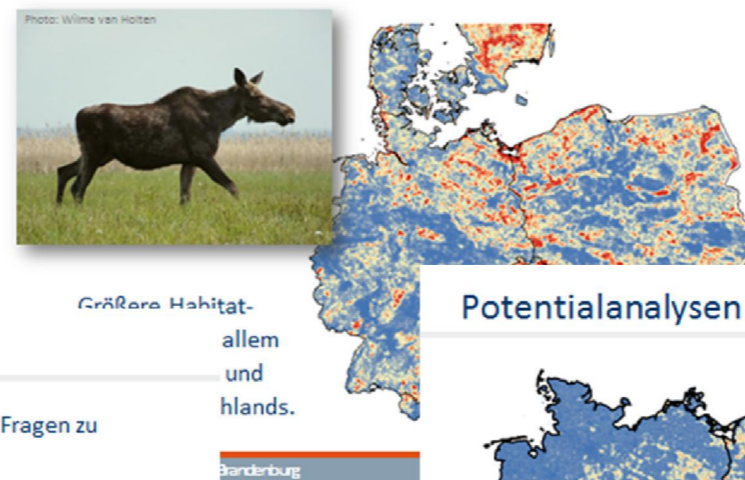 Photo: Wilma van Holten
Größere Habitat-
allem
und
hlands.
Potentialanalysen
Fragen zu
Brandenburg